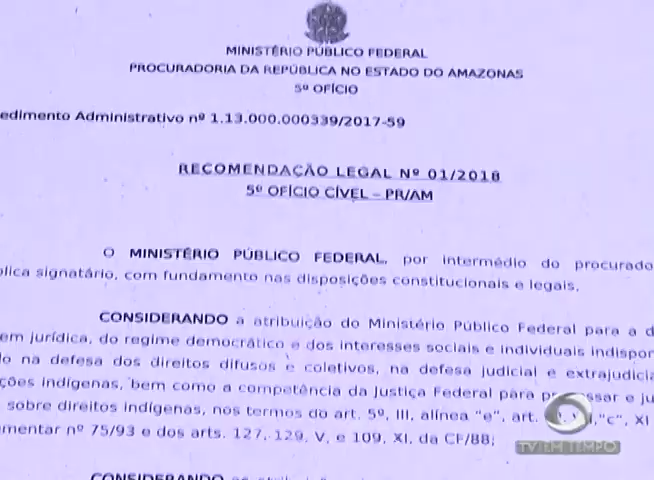 MINISTÉRIO PÚBLICO FEDERAL
PROCURADORIA DA REPÚBLICA NO ESTADO DO AMAZONAS
5º OFÍCIO
edimento Administrativo nº 1.13.000.000339/2017-59
RECOMENDAÇÃO LEGAL Nº 01/2018
5º OFÍCIO CÍVEL – PR/AM
O MINISTÉRIO PÚBLICO FEDERAL, por intermédio do procurado
blica signatário, com fundamento nas disposições constitucionais e legais,
CONSIDERANDO a atribuição do Ministério Público Federal para a d
em jurídica, do regime democrático e dos interesses sociais e individuais indispon
do na defesa dos direitos difusos e coletivos, na defesa judicial e extrajudicia
ções indígenas, bem como a competência da Justiça Federal para e ju
sobre direitos indígenas, nos termos do art. 5º, III, alínea "e", art. "c", XI
mentar nº 75/93 e dos arts. 127, 129, V, e 109, XI, da CF/88;
TV EM TEMPO
CONSIDERANDO